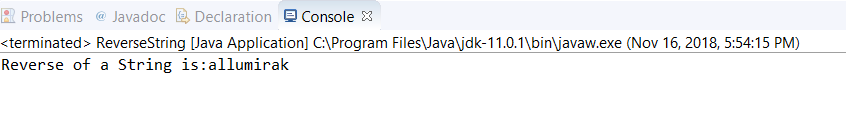 Problems @ Javadoc Declaration Console
<terminated> ReverseString [Java Application] C:\Program Files\Java\jdk-11.0.1\bin\javaw.exe (Nov 16, 2018, 5:54:15 PM)
Reverse of a String is:allumirak